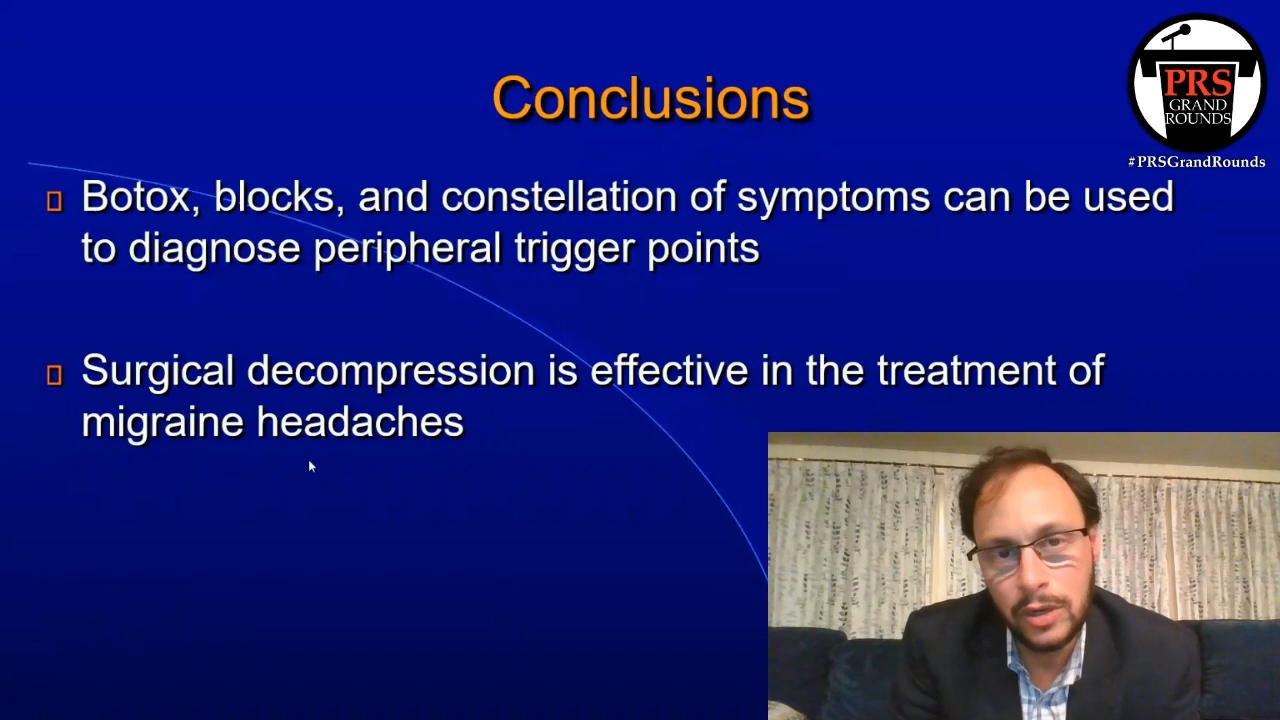 Conclusions
PRS
GRAND
ROUNDS
#PRSGrandRounds
Botox, blocks, and constellation of symptoms can be used
to diagnose peripheral trigger points
Surgical decompression is effective in the treatment of
migraine headaches